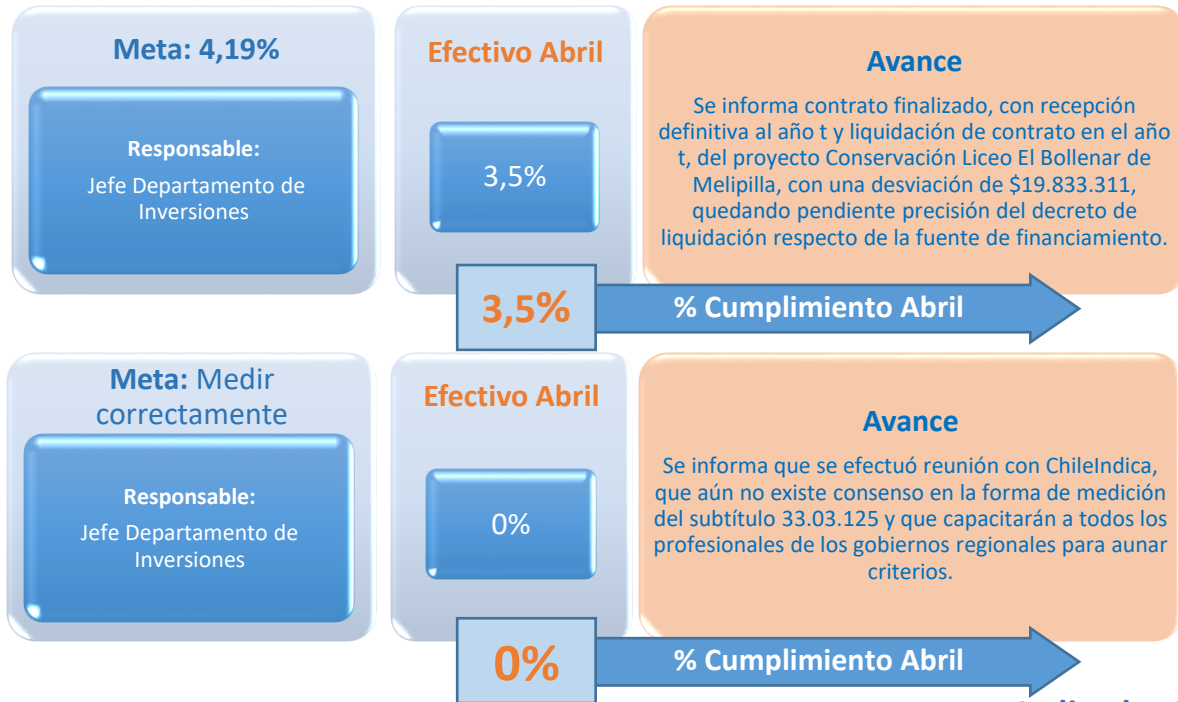 Meta: 4,19%
Responsable:
Jefe Departamento de
Inversiones
Efectivo Abril
3,5%
Avance
Se informa contrato finalizado, con recepción
definitiva al año t y liquidación de contrato en el año
t, del proyecto Conservación Liceo El Bollenar de
Melipilla, con una desviación de $19.833.311,
quedando pendiente precisión del decreto de
liquidación respecto de la fuente de financiamiento.
3,5%
% Cumplimiento Abril
Meta: Medir
correctamente
Responsable:
Jefe Departamento de
Inversiones
Efectivo Abril
0%
Avance
Se informa que se efectuó reunión con ChileIndica,
que aún no existe consenso en la forma de medición
del subtítulo 33.03.125 y que capacitarán a todos los
profesionales de los gobiernos regionales para aunar
criterios.
0%
% Cumplimiento Abril